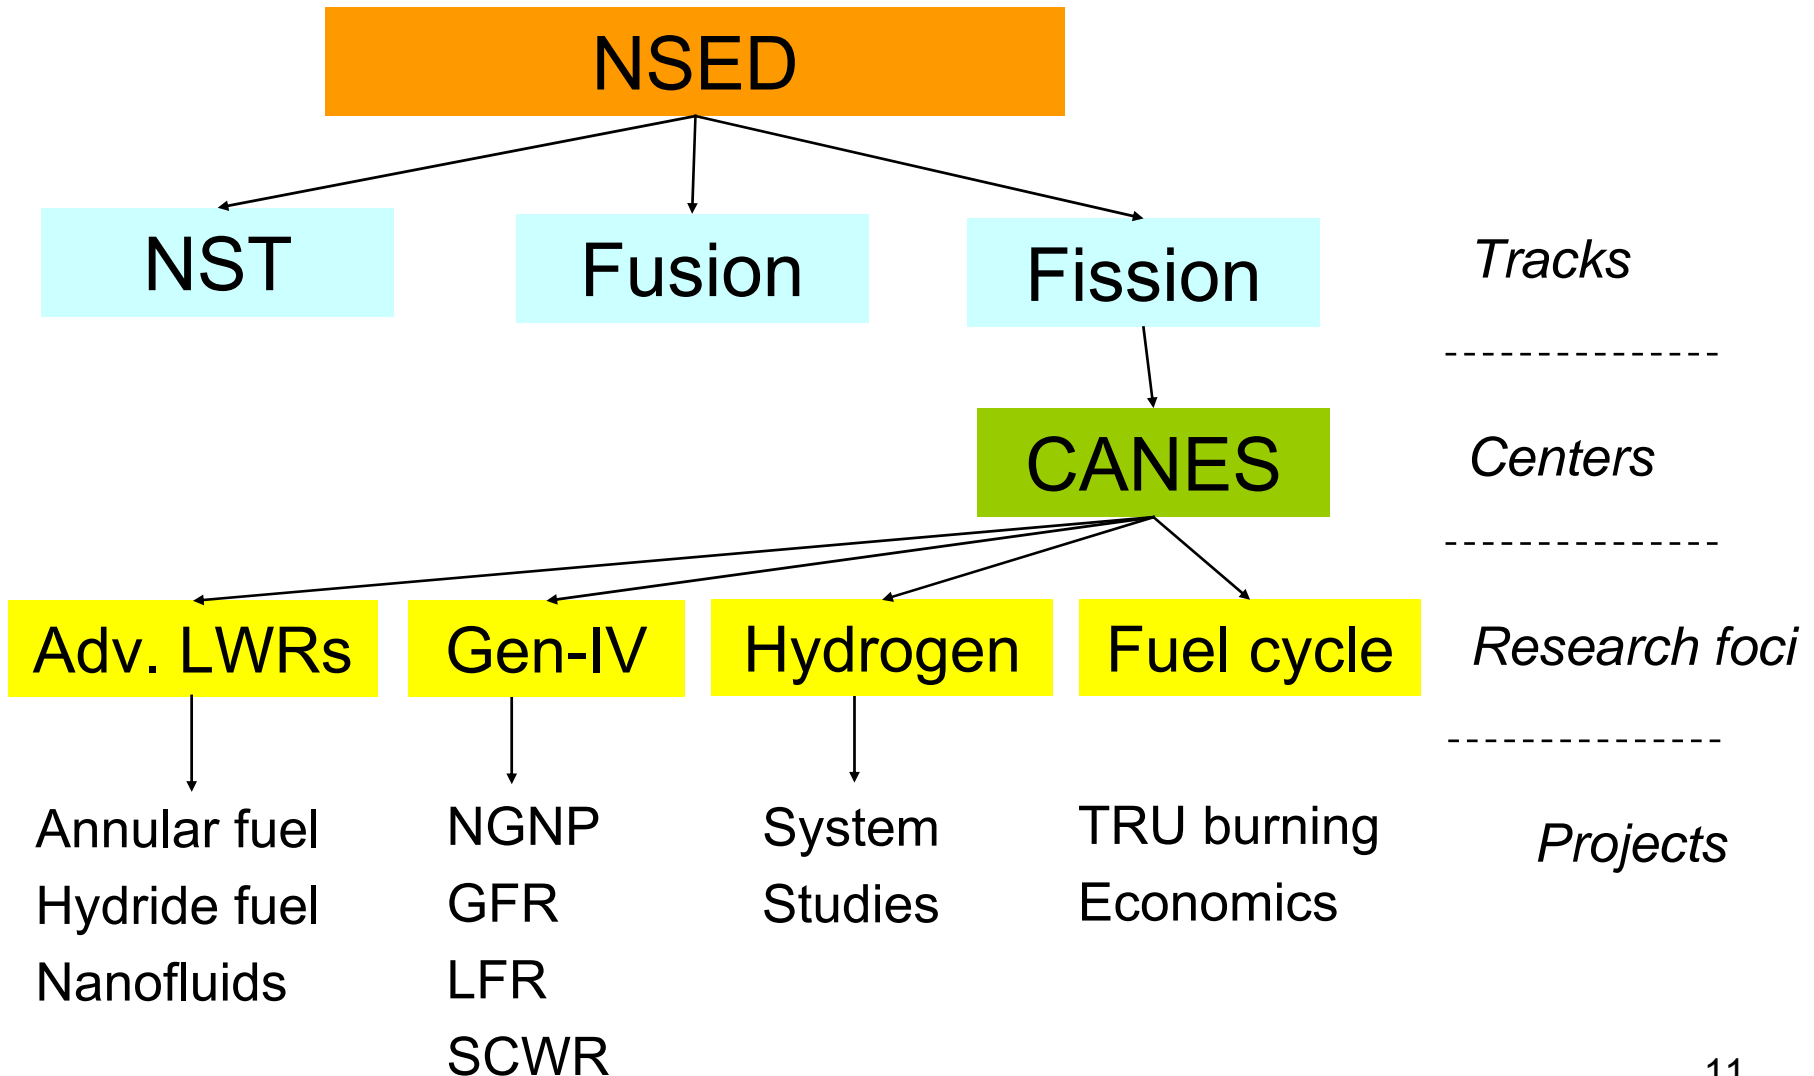 NSED
NST
Fusion
Fission
Tracks
CANES
Centers
Adv. LWRs
Gen-IV
Hydrogen
Fuel cycle
Research foci
Annular fuel
Hydride fuel
Nanofluids
NGNP
GFR
LFR
SCWR
System
Studies
TRU burning
Economics
Projects
11